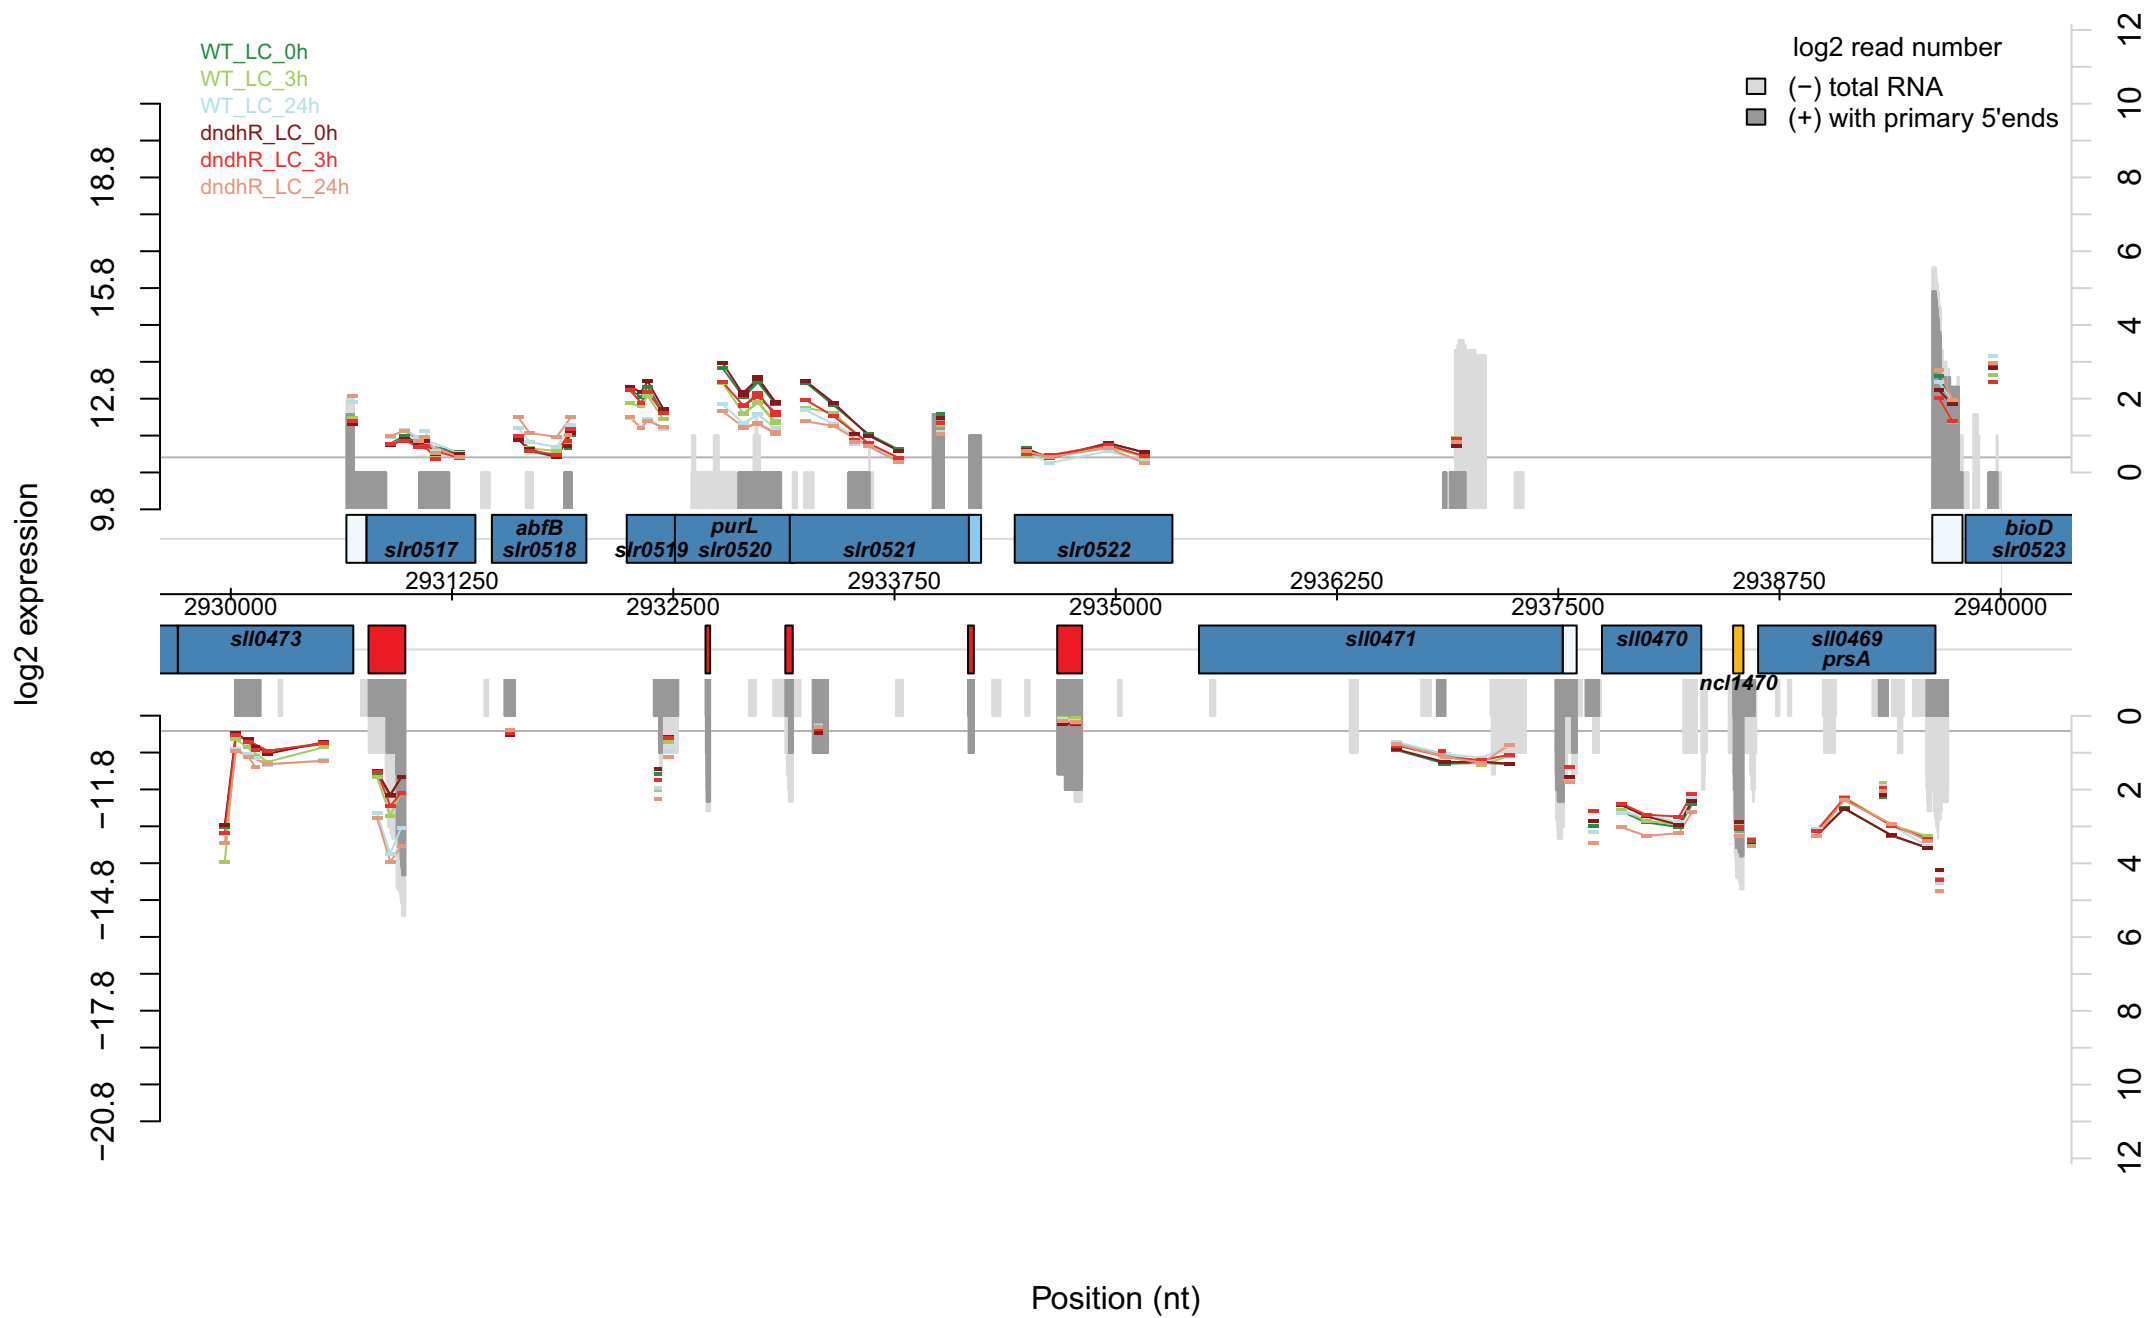 WT_LC_0h
WT_LC_3h
WT_LC_24h
dndhR_LC_0h
dndhR_LC_3h
dndhR_LC_24h
log2 read number
(−) total RNA
(+) with primary 5'ends
log2 expression
18.8
15.8
12.8
9.8
12
10
8
6
4
2
0
slr0517
abfB
slr0518
slr0519
purL
slr0520
slr0521
slr0522
bioD
slr0523
2931250
2933750
2936250
2938750
2930000
2932500
2935000
2937500
2940000
sll0473
sll0471
sll0470
ncl1470
sll0469
prsA
−11.8
−14.8
−17.8
−20.8
0
2
4
6
8
10
12
Position (nt)